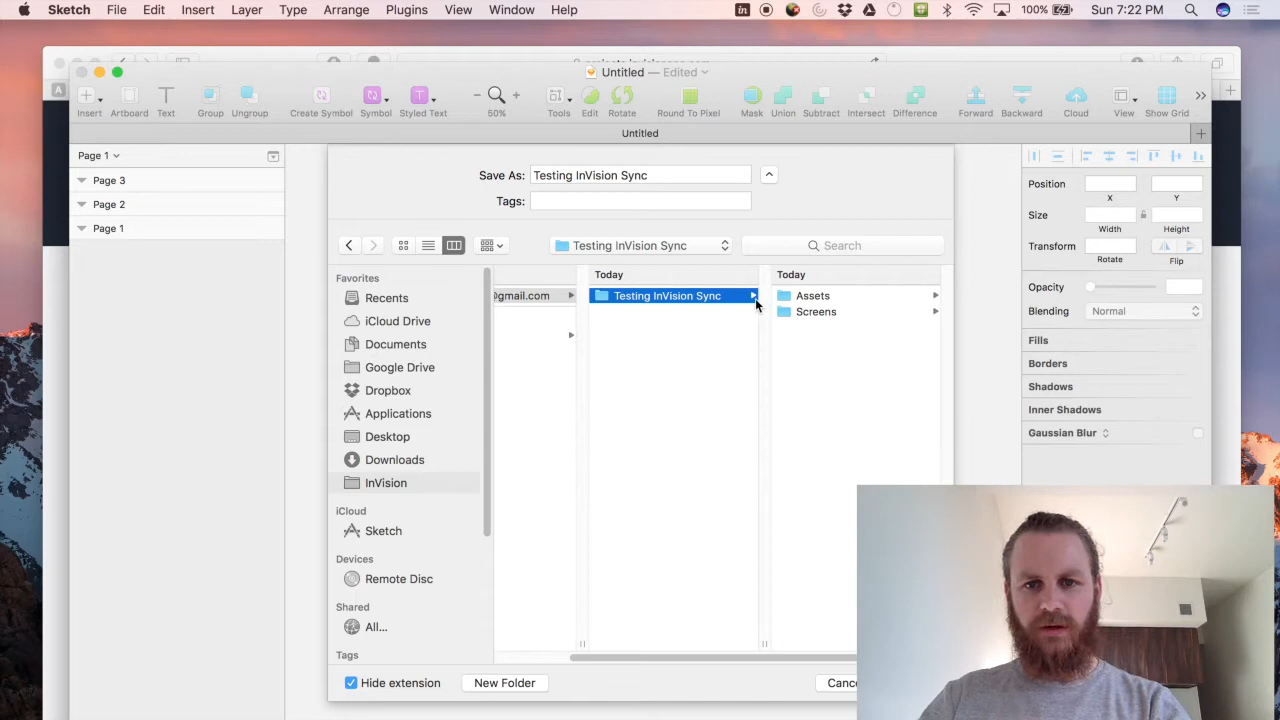 Sketch File Edit Insert Layer Type Arrange Plugins View Window Help in 100% Sun 7:22 PM
A
Untitled — Edited
Insert Artboard Text Group Ungroup Create Symbol Symbol Styled Text 50% Tools Edit Rotate Round To Pixel Mask Union Subtract Intersect Difference Forward Backward Cloud View Show Grid
Untitled
Page 1
Page 3
Page 2
Page 1
Save As: Testing InVision Sync
Tags:
Testing InVision Sync
Search
Favorites
Recents
iCloud Drive
Documents
Google Drive
Dropbox
Applications
Desktop
Downloads
InVision
iCloud
Sketch
Devices
Remote Disc
Shared
All...
Tags
@gmail.com
Today
Testing InVision Sync
Today
Assets
Screens
Hide extension
New Folder
Position
X Y
Size
Width Height
Transform
Rotate Flip
Opacity
Blending Normal
Fills
Borders
Shadows
Inner Shadows
Gaussian Blur